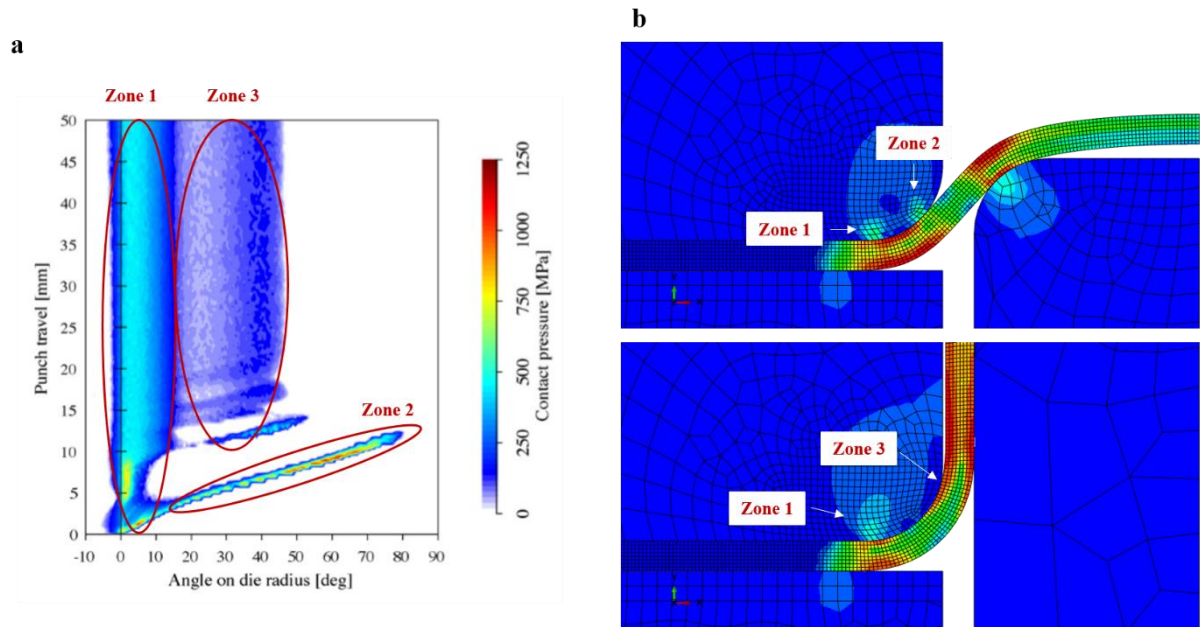 a
Zone 1
Zone 3
50
45
40
35
30
25
20
15
10
5
0
Punch travel [mm]
Zone 2
-10 0 10 20 30 40 50 60 70 80 90
Angle on die radius [deg]
1250
1000
750
500
250
0
Contact pressure [MPa]
b
Zone 2
Zone 1
Zone 3
Zone 1